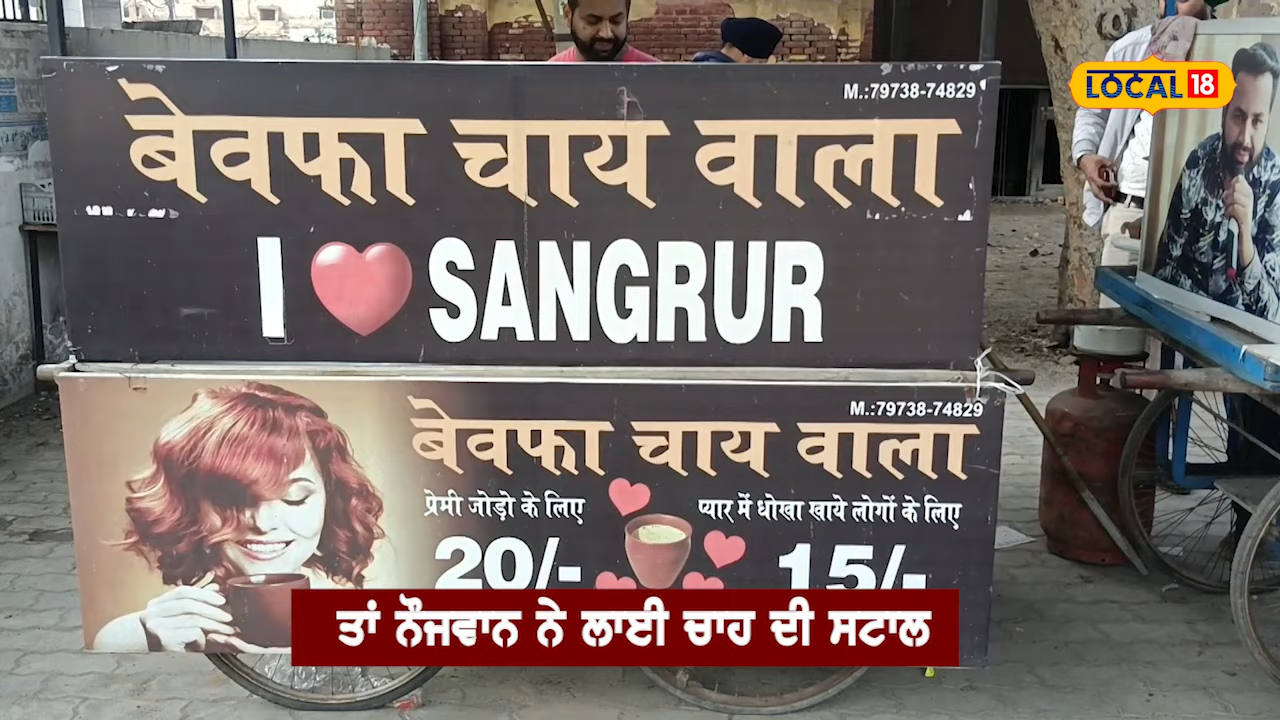 LOCAL 18
M.:79738-74829
बेवफा चाय वाला
I ❤ SANGRUR
M.:79738-74829
बेवफा चाय वाला
प्रेमी जोड़ो के लिए
प्यार में धोखा खाये लोगों के लिए
20/-
15/-
ਤਾਂ ਨੌਜਵਾਨ ਨੇ ਲਾਈ ਚਾਹ ਦੀ ਸਟਾਲ